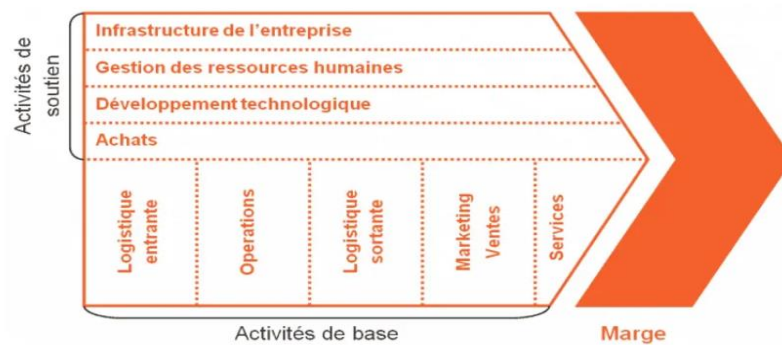 Activités de
soutien
Infrastructure de l'entreprise
Gestion des ressources humaines
Développement technologique
Achats
Logistique
entrante
Operations
Logistique
sortante
Marketing
Ventes
Services
Activités de base
Marge